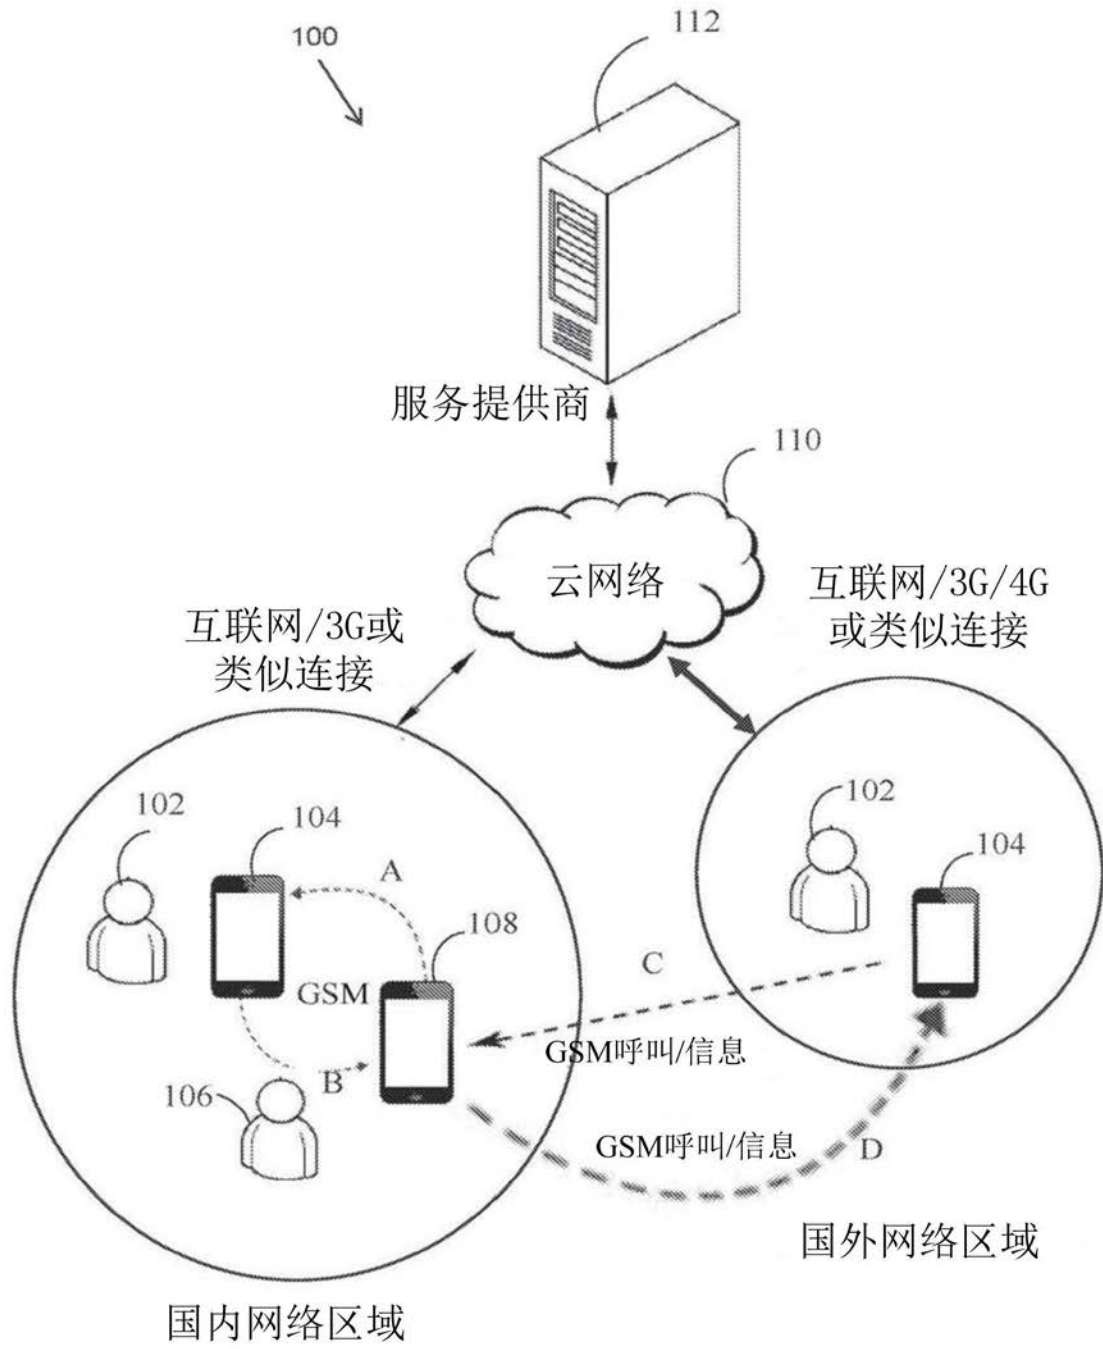 100
112
服务提供商
110
云网络
互联网/3G或
类似连接
互联网/3G/4G
或类似连接
102
104
A
108
GSM
B
106
102
104
C
GSM呼叫/信息
GSM呼叫/信息
D
国外网络区域
国内网络区域